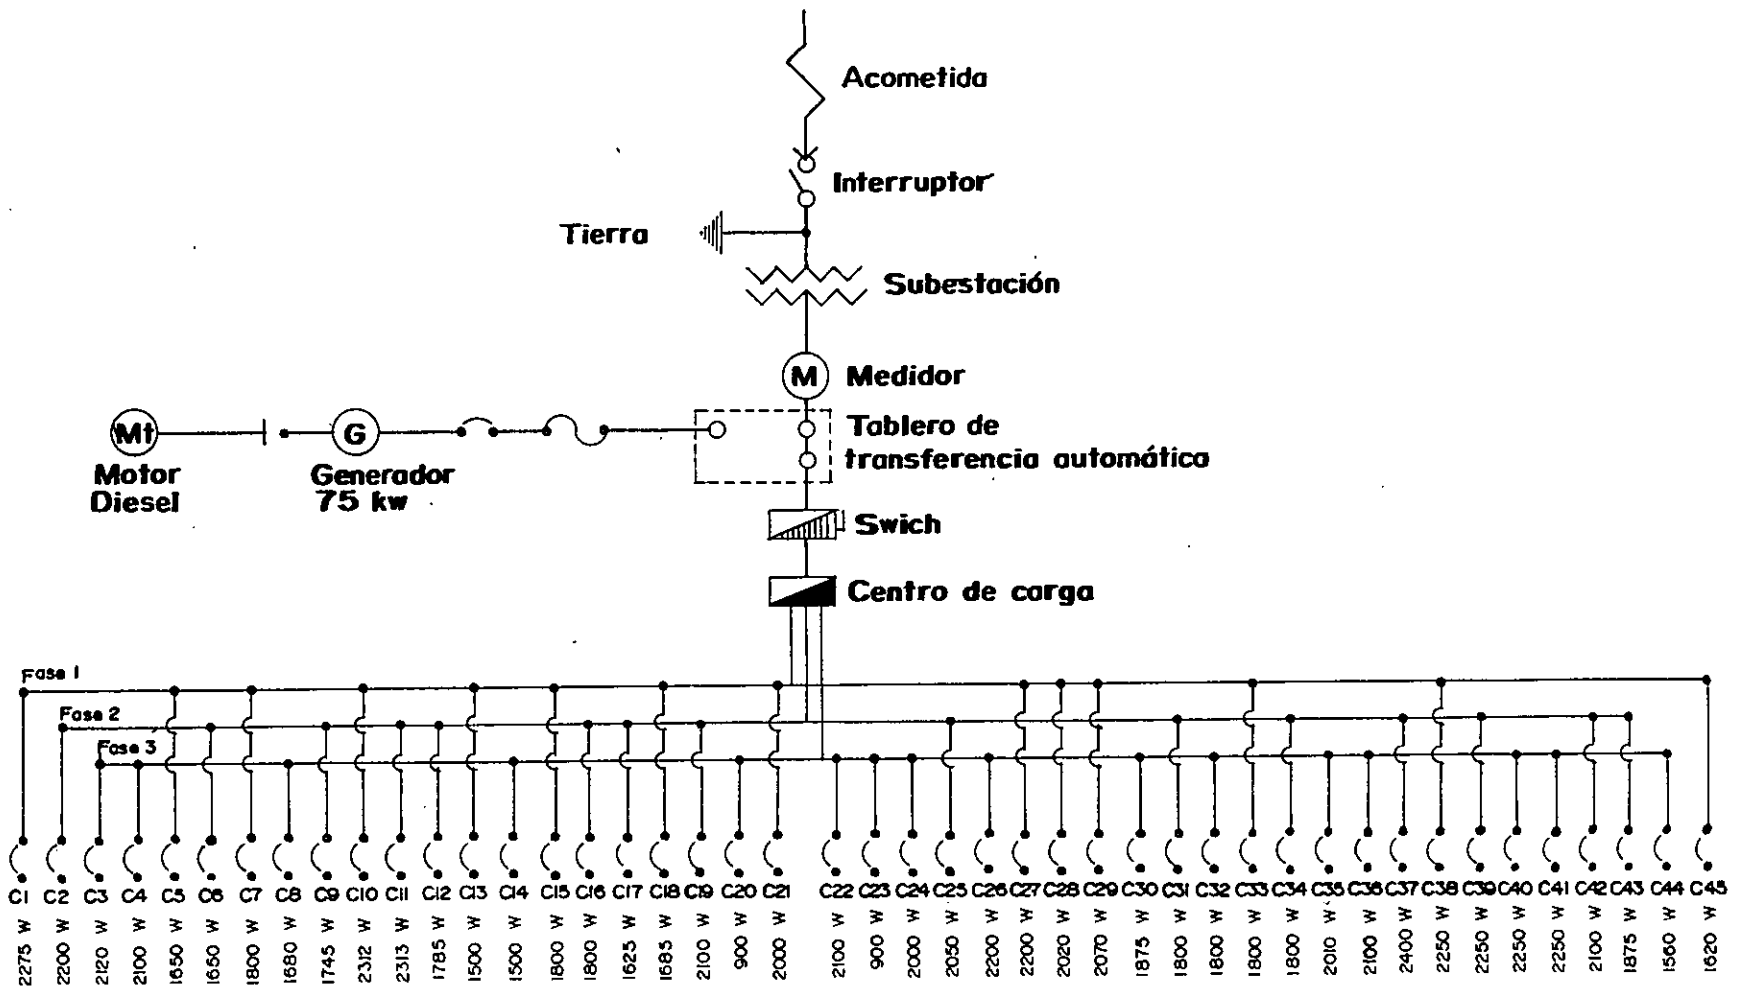 Acometida
Interruptor
Tierra
Subestación
M Medidor
Mt
G
Tablero de
transferencia automática
Motor
Diesel
Generador
75 kw
Swich
Centro de carga
Fase 1
Fase 2
Fase 3
C1 C2 C3 C4 C5 C6 C7 C8 C9 C10 C11 C12 C13 C14 C15 C16 C17 C18 C19 C20 C21 C22 C23 C24 C25 C26 C27 C28 C29 C30 C31 C32 C33 C34 C35 C36 C37 C38 C39 C40 C41 C42 C43 C44 C45
2275 W
2200 W
2120 W
2100 W
1650 W
1650 W
1800 W
1680 W
1745 W
2312 W
2313 W
1785 W
1500 W
1500 W
1800 W
1800 W
1625 W
1685 W
2100 W
900 W
2000 W
2100 W
900 W
2000 W
2050 W
2200 W
2200 W
2020 W
2070 W
1875 W
1800 W
1800 W
1800 W
1800 W
2010 W
2100 W
2400 W
2250 W
2250 W
2250 W
2250 W
2100 W
1875 W
1560 W
1620 W